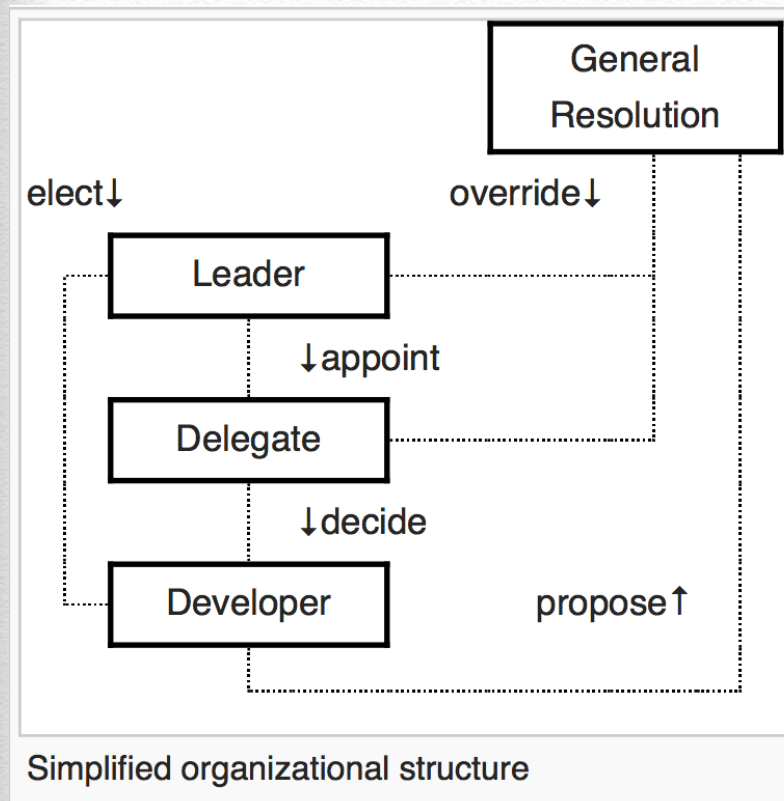 General
Resolution
elect↓
override↓
Leader
↓appoint
Delegate
↓decide
Developer
propose↑
Simplified organizational structure